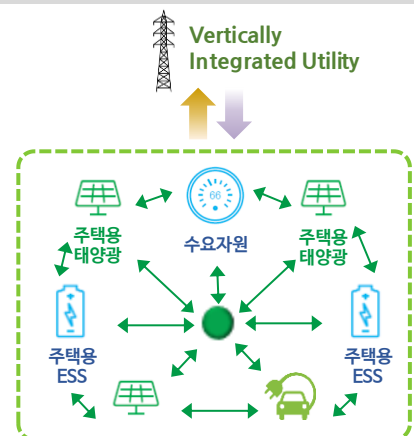 Vertically
Integrated Utility
66
주택용
태양광
수요자원
주택용
태양광
주택용
ESS
주택용
ESS